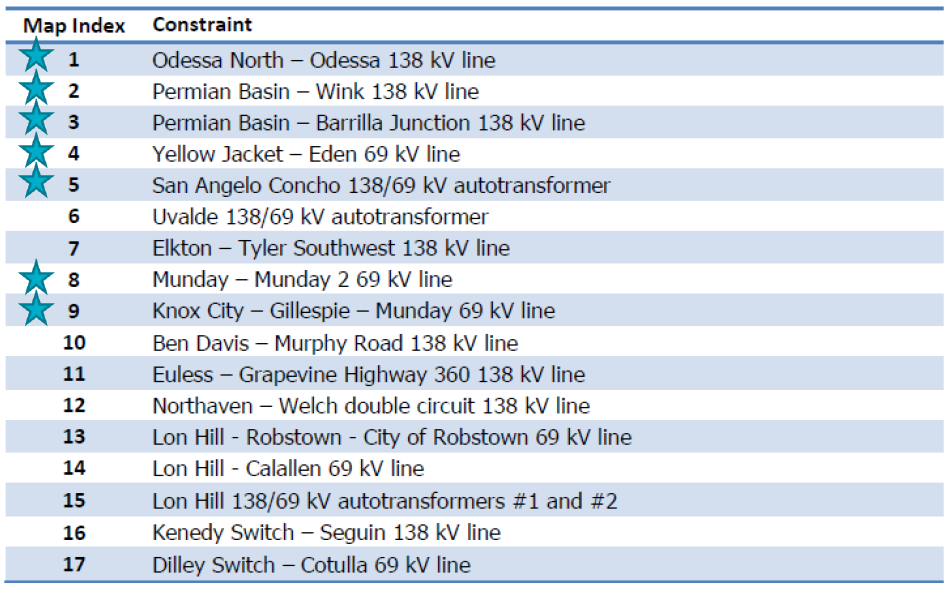 Map Index Constraint
1 Odessa North – Odessa 138 kV line
2 Permian Basin – Wink 138 kV line
3 Permian Basin – Barrilla Junction 138 kV line
4 Yellow Jacket – Eden 69 kV line
5 San Angelo Concho 138/69 kV autotransformer
6 Uvalde 138/69 kV autotransformer
7 Elkton – Tyler Southwest 138 kV line
8 Munday – Munday 2 69 kV line
9 Knox City – Gillespie – Munday 69 kV line
10 Ben Davis – Murphy Road 138 kV line
11 Euless – Grapevine Highway 360 138 kV line
12 Northaven – Welch double circuit 138 kV line
13 Lon Hill - Robstown - City of Robstown 69 kV line
14 Lon Hill - Calallen 69 kV line
15 Lon Hill 138/69 kV autotransformers #1 and #2
16 Kenedy Switch – Seguin 138 kV line
17 Dilley Switch – Cotulla 69 kV line